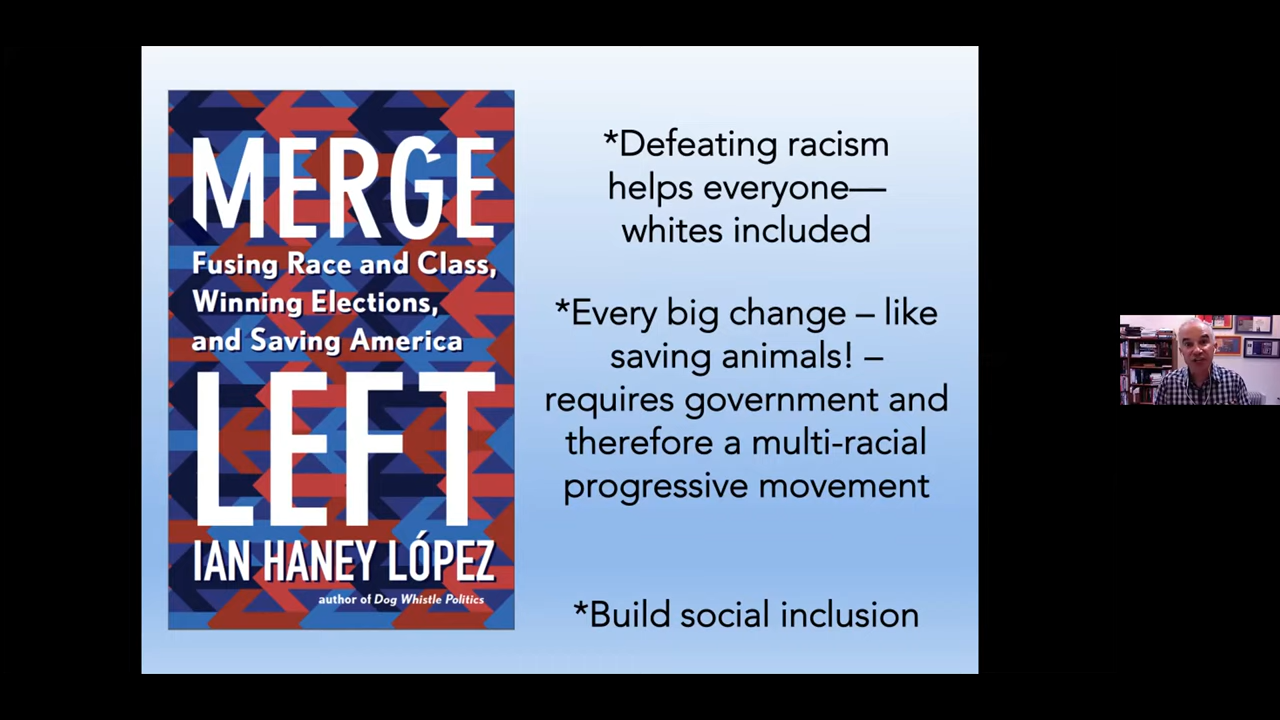 MERGE
Fusing Race and Class,
Winning Elections,
and Saving America
LEFT
IAN HANEY LÓPEZ
author of Dog Whistle Politics
*Defeating racism
helps everyone—
whites included
*Every big change – like
saving animals! –
requires government and
therefore a multi-racial
progressive movement
*Build social inclusion